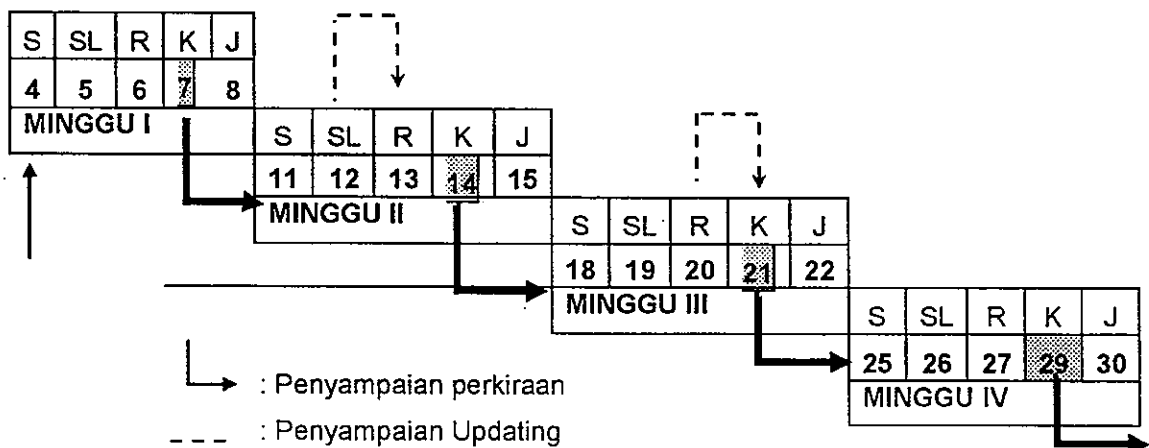 S SL R K J
4 5 6 7 8
MINGGU I
S SL R K J
11 12 13 14 15
MINGGU II
S SL R K J
18 19 20 21 22
MINGGU III
S SL R K J
25 26 27 29 30
MINGGU IV
: Penyampaian perkiraan
: Penyampaian Updating